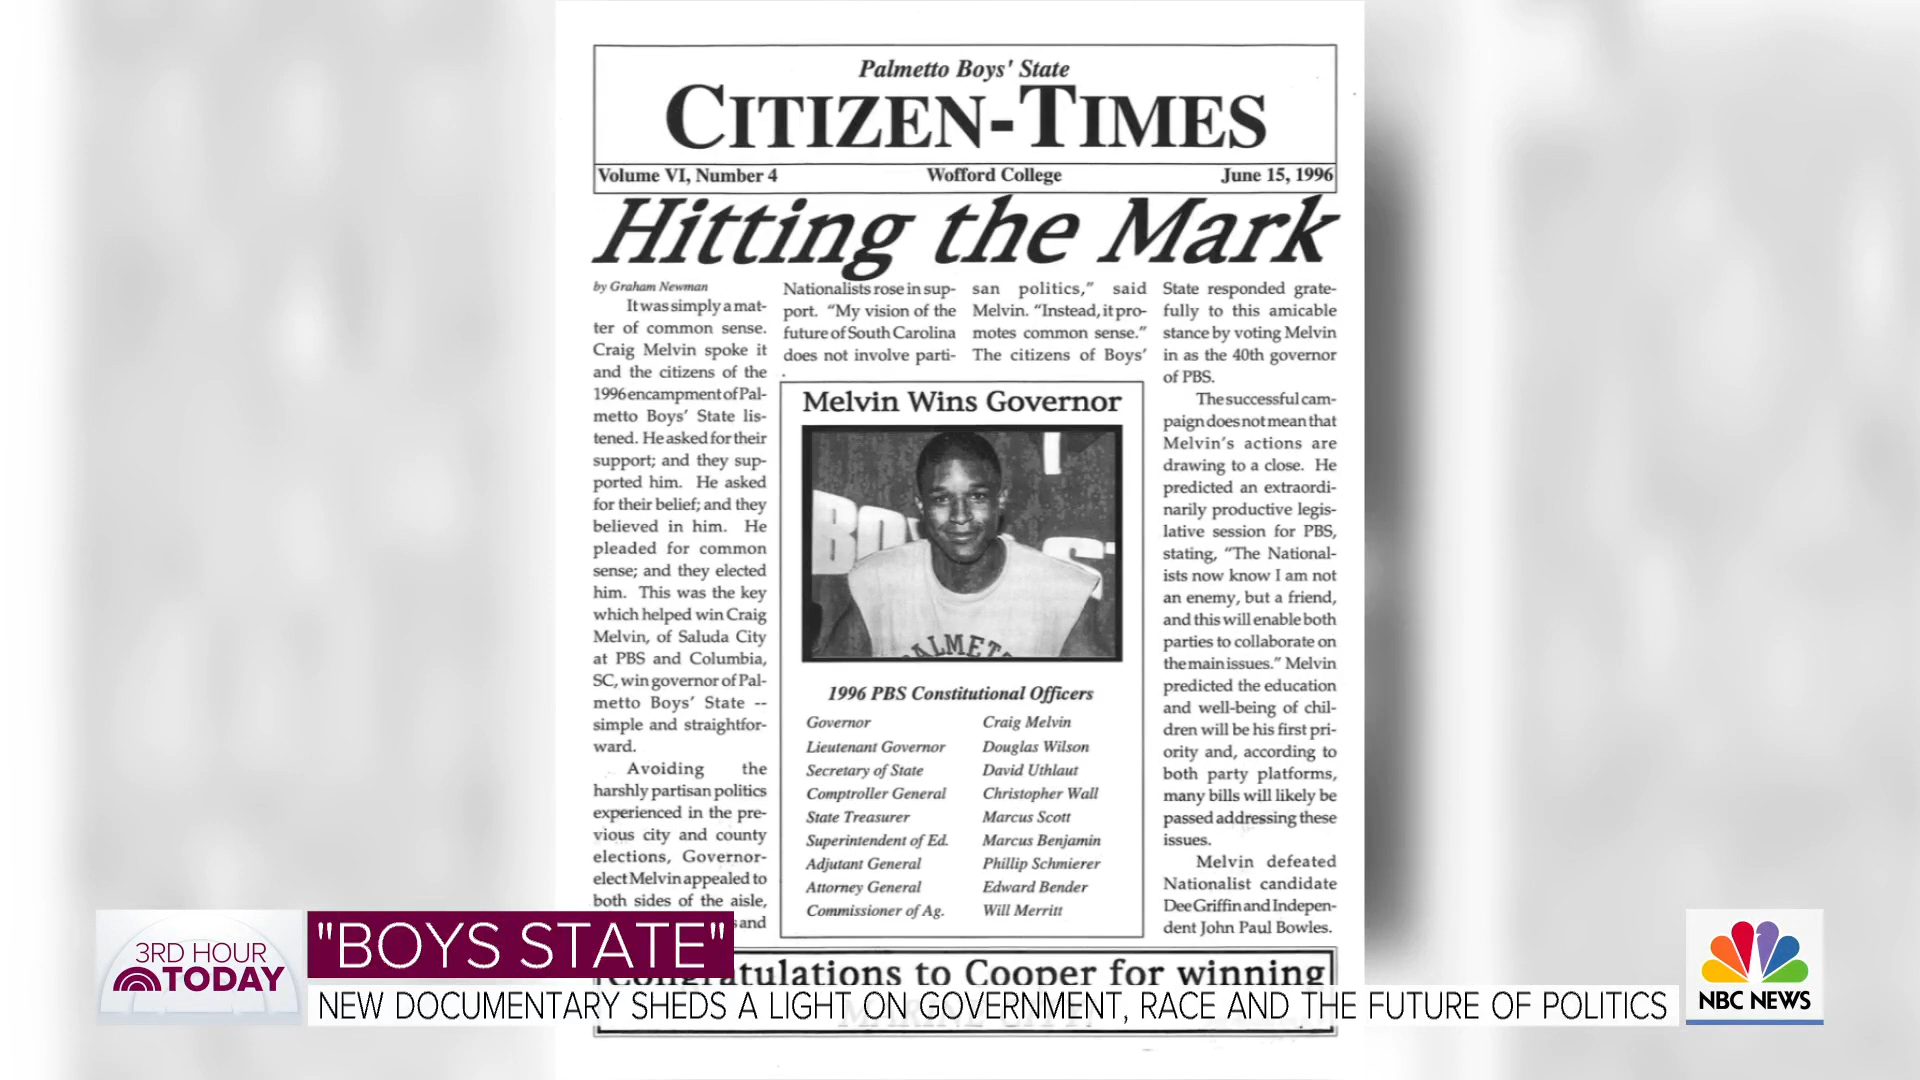 Palmetto Boys' State
CITIZEN-TIMES
Volume VI, Number 4 Wofford College June 15, 1996
Hitting the Mark
by Graham Newman
It was simply a mat-
ter of common sense.
Craig Melvin spoke it
and the citizens of the
1996 encampment of Pal-
metto Boys' State lis-
tened. He asked for their
support; and they sup-
ported him. He asked
for their belief; and they
believed in him. He
pleaded for common
sense; and they elected
him. This was the key
which helped win Craig
Melvin, of Saluda City
at PBS and Columbia,
SC, win governor of Pal-
metto Boys' State --
simple and straightfor-
ward.
Avoiding the
harshly partisan politics
experienced in the pre-
vious city and county
elections, Governor-
elect Melvin appealed to
both sides of the aisle,
and
Nationalists rose in sup-
port. "My vision of the
future of South Carolina
does not involve parti-
san politics," said
Melvin. "Instead, it pro-
motes common sense."
The citizens of Boys'
State responded grate-
fully to this amicable
stance by voting Melvin
in as the 40th governor
of PBS.
The successful cam-
paign does not mean that
Melvin's actions are
drawing to a close. He
predicted an extraordi-
narily productive legis-
lative session for PBS,
stating, "The National-
ists now know I am not
an enemy, but a friend,
and this will enable both
parties to collaborate on
the main issues." Melvin
predicted the education
and well-being of chil-
dren will be his first pri-
ority and, according to
both party platforms,
many bills will likely be
passed addressing these
issues.
Melvin defeated
Nationalist candidate
Dee Griffin and Indepen-
dent John Paul Bowles.
Melvin Wins Governor
1996 PBS Constitutional Officers
Governor Craig Melvin
Lieutenant Governor Douglas Wilson
Secretary of State David Uthlaut
Comptroller General Christopher Wall
State Treasurer Marcus Scott
Superintendent of Ed. Marcus Benjamin
Adjutant General Phillip Schmierer
Attorney General Edward Bender
Commissioner of Ag. Will Merritt
Congratulations to Cooper for winning
3RD HOUR
TODAY
"BOYS STATE"
NEW DOCUMENTARY SHEDS A LIGHT ON GOVERNMENT, RACE AND THE FUTURE OF POLITICS
NBC NEWS